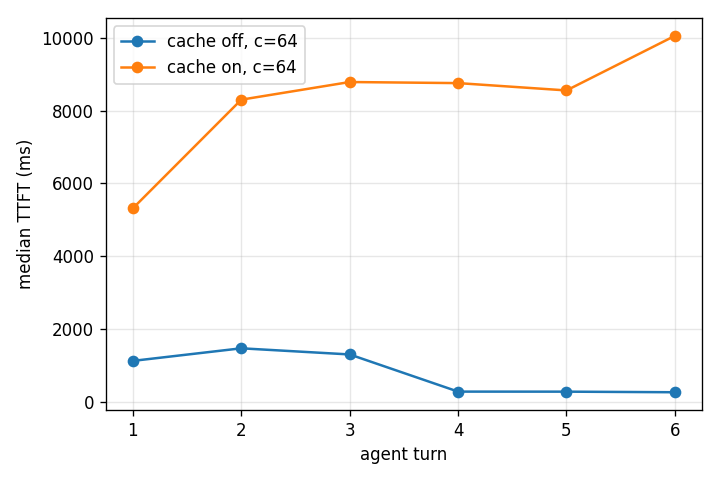 cache off, c=64
cache on, c=64
median TTFT (ms)
10000
8000
6000
4000
2000
0
1 2 3 4 5 6
agent turn